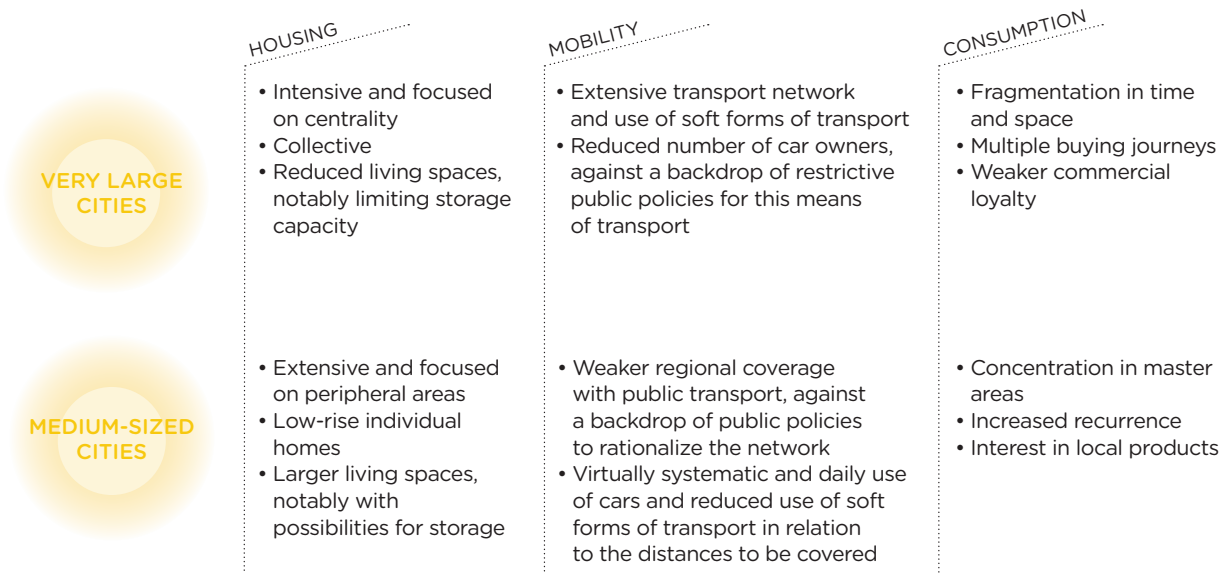 HOUSING
MOBILITY
CONSUMPTION
VERY LARGE
CITIES
• Intensive and focused
on centrality
• Collective
• Reduced living spaces,
notably limiting storage
capacity
• Extensive transport network
and use of soft forms of transport
• Reduced number of car owners,
against a backdrop of restrictive
public policies for this means
of transport
• Fragmentation in time
and space
• Multiple buying journeys
• Weaker commercial
loyalty
MEDIUM-SIZED
CITIES
• Extensive and focused
on peripheral areas
• Low-rise individual
homes
• Larger living spaces,
notably with
possibilities for storage
• Weaker regional coverage
with public transport, against
a backdrop of public policies
to rationalize the network
• Virtually systematic and daily use
of cars and reduced use of soft
forms of transport in relation
to the distances to be covered
• Concentration in master
areas
• Increased recurrence
• Interest in local products